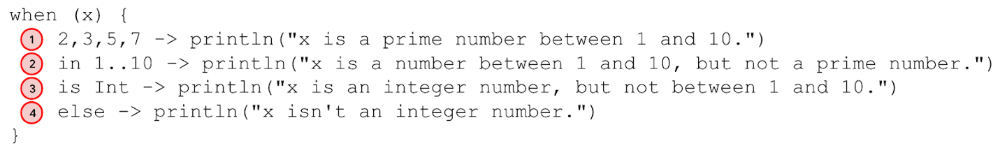 when (x) {
1 2,3,5,7 -> println("x is a prime number between 1 and 10.")
2 in 1..10 -> println("x is a number between 1 and 10, but not a prime number.")
3 is Int -> println("x is an integer number, but not between 1 and 10.")
4 else -> println("x isn't an integer number.")
}